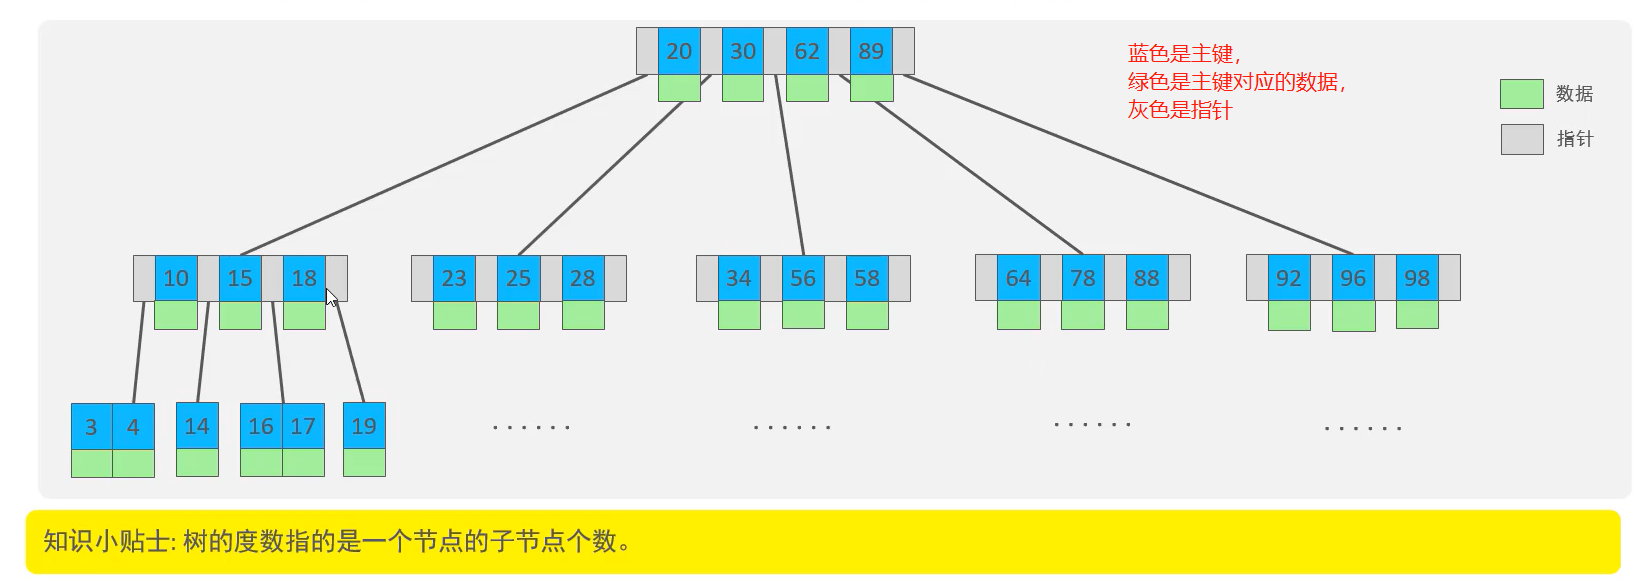 20 30 62 89
蓝色是主键，
绿色是主键对应的数据，
灰色是指针
数据
指针
10 15 18 23 25 28 34 56 58 64 78 88 92 96 98
3 4 14 16 17 19 ...... ...... ...... ......
知识小贴士: 树的度数指的是一个节点的子节点个数。